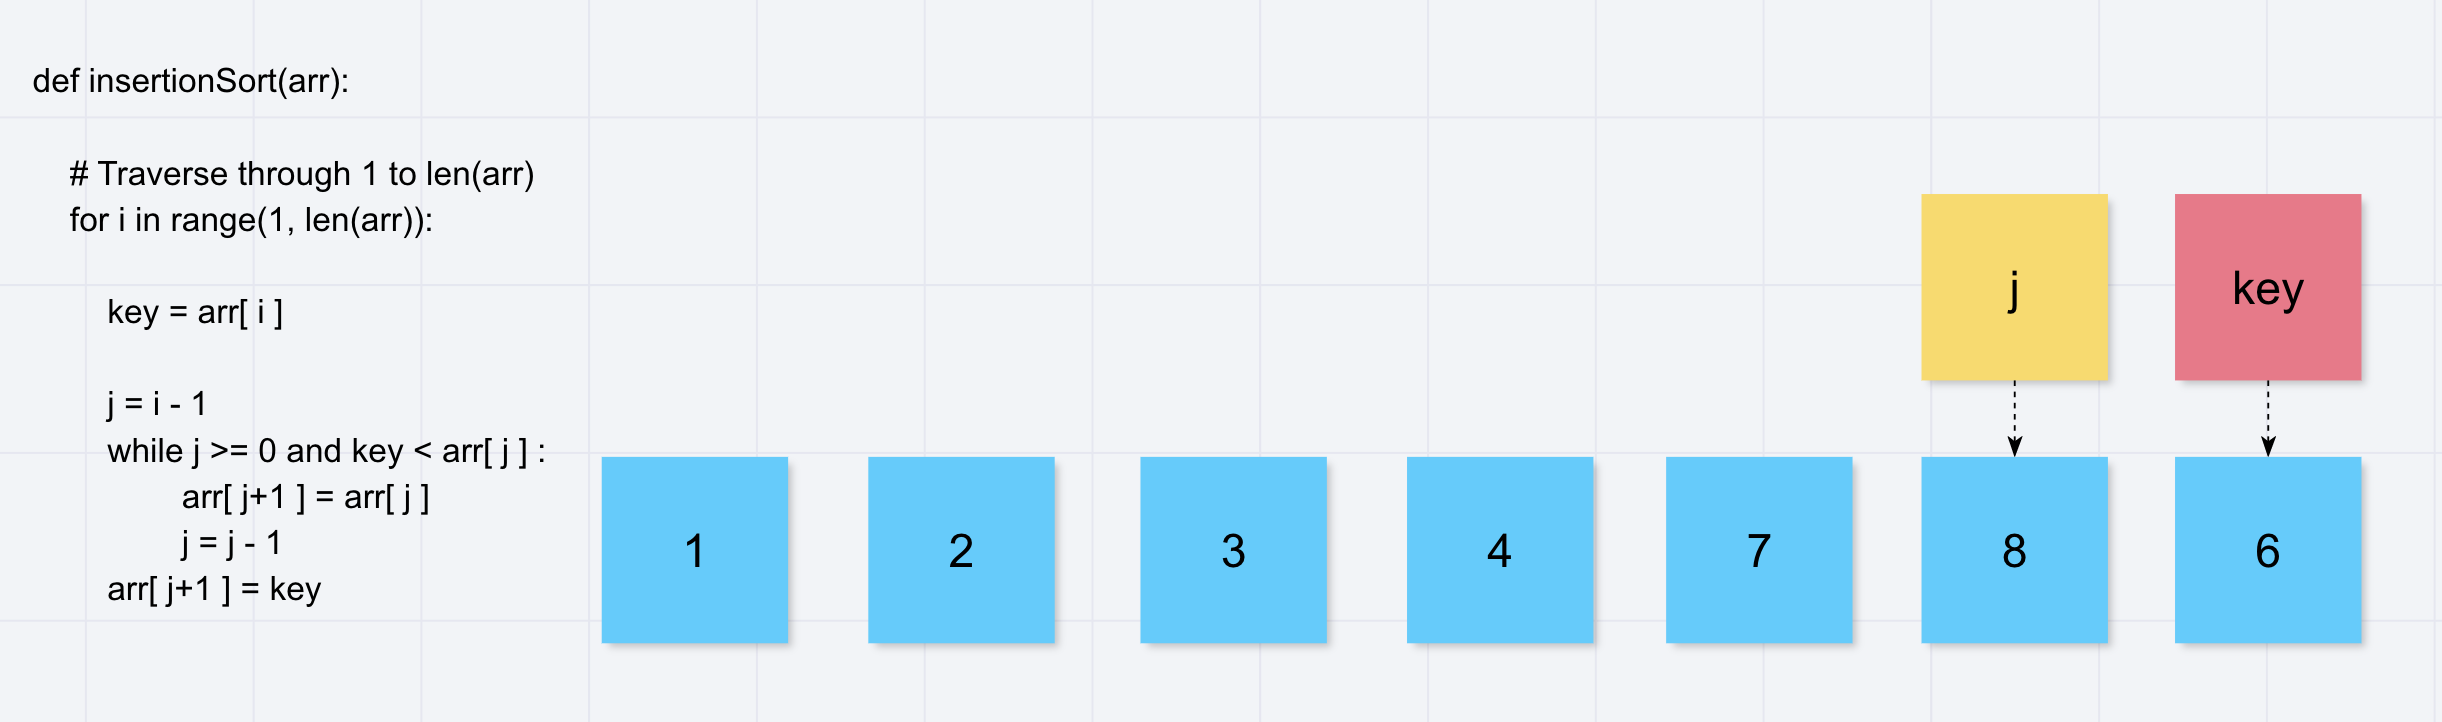 def insertionSort(arr):
# Traverse through 1 to len(arr)
for i in range(1, len(arr)):
key = arr[ i ]
j = i - 1
while j >= 0 and key < arr[ j ] :
arr[ j+1 ] = arr[ j ]
j = j - 1
arr[ j+1 ] = key
j key
1 2 3 4 7 8 6